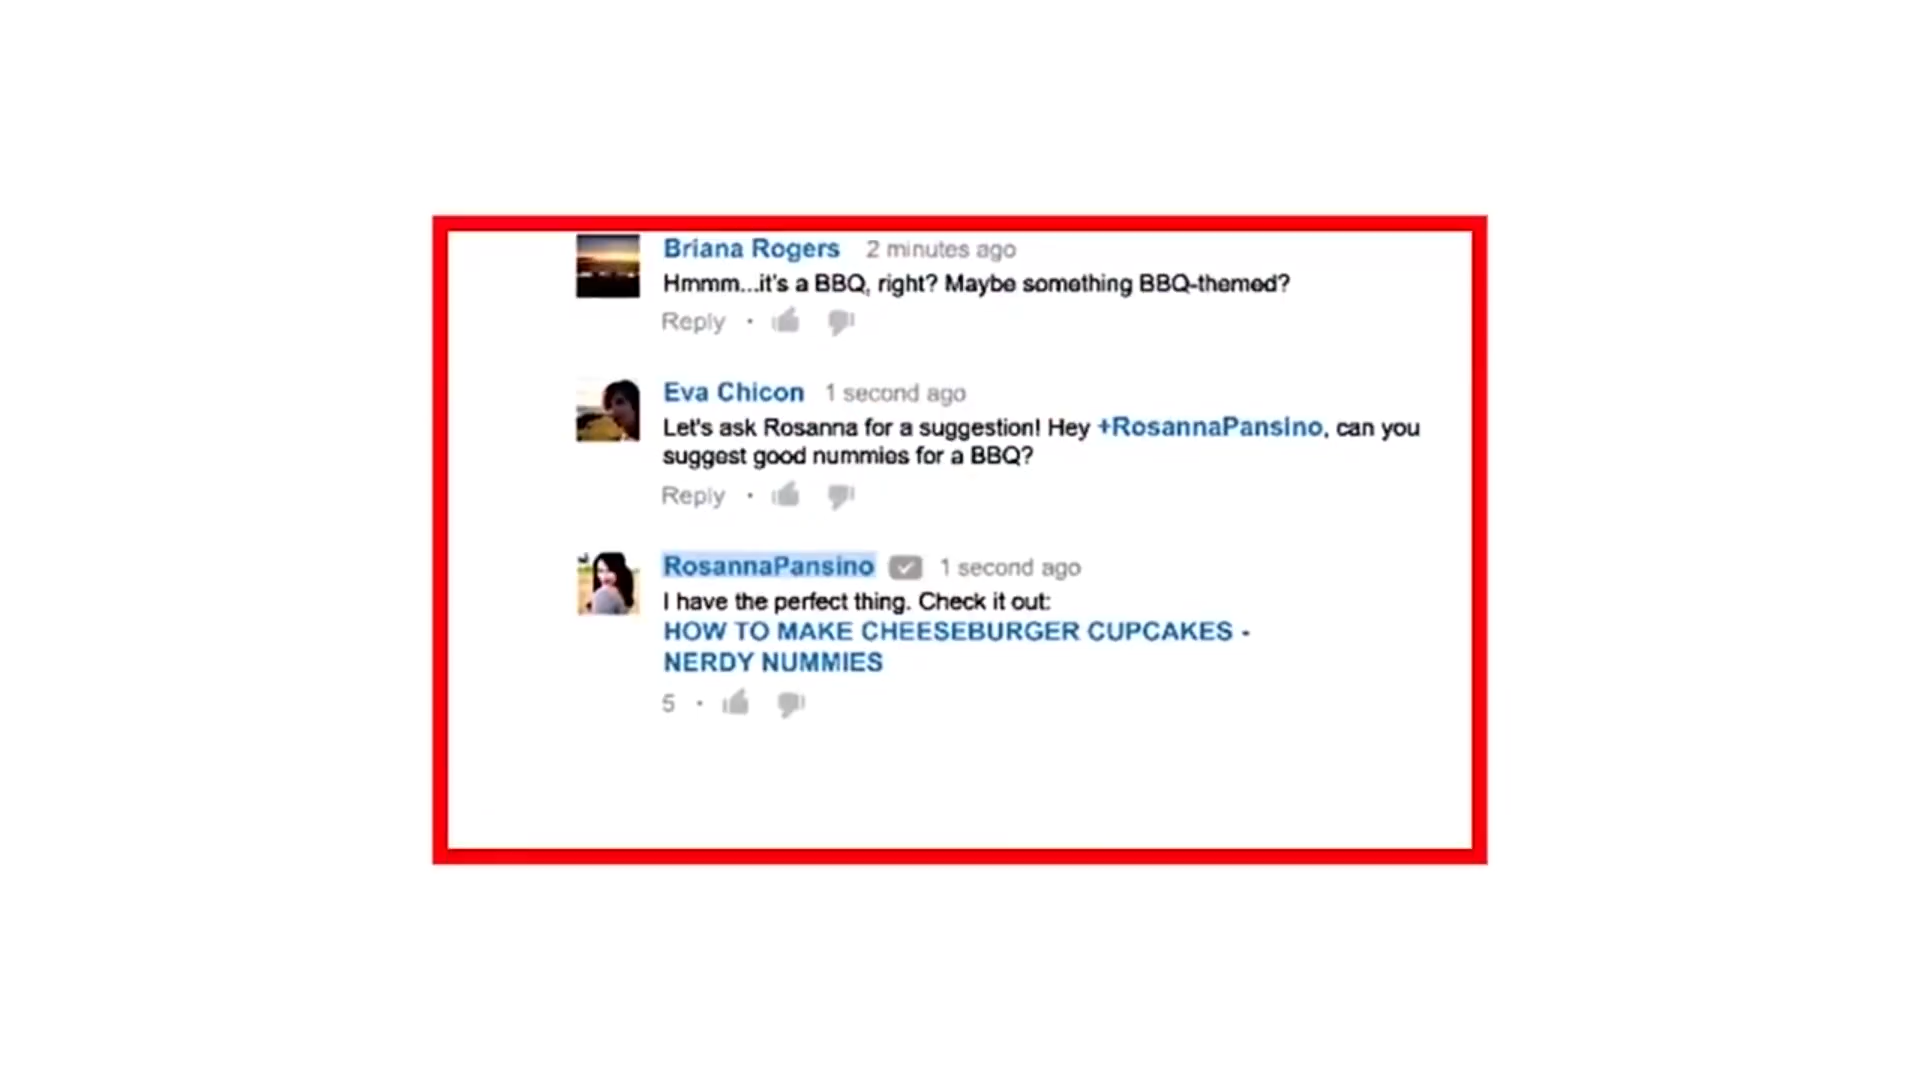 Briana Rogers 2 minutes ago
Hmmm...it's a BBQ, right? Maybe something BBQ-themed?
Reply
Eva Chicon 1 second ago
Let's ask Rosanna for a suggestion! Hey +RosannaPansino, can you
suggest good nummies for a BBQ?
Reply
RosannaPansino 1 second ago
I have the perfect thing. Check it out:
HOW TO MAKE CHEESEBURGER CUPCAKES -
NERDY NUMMIES
5